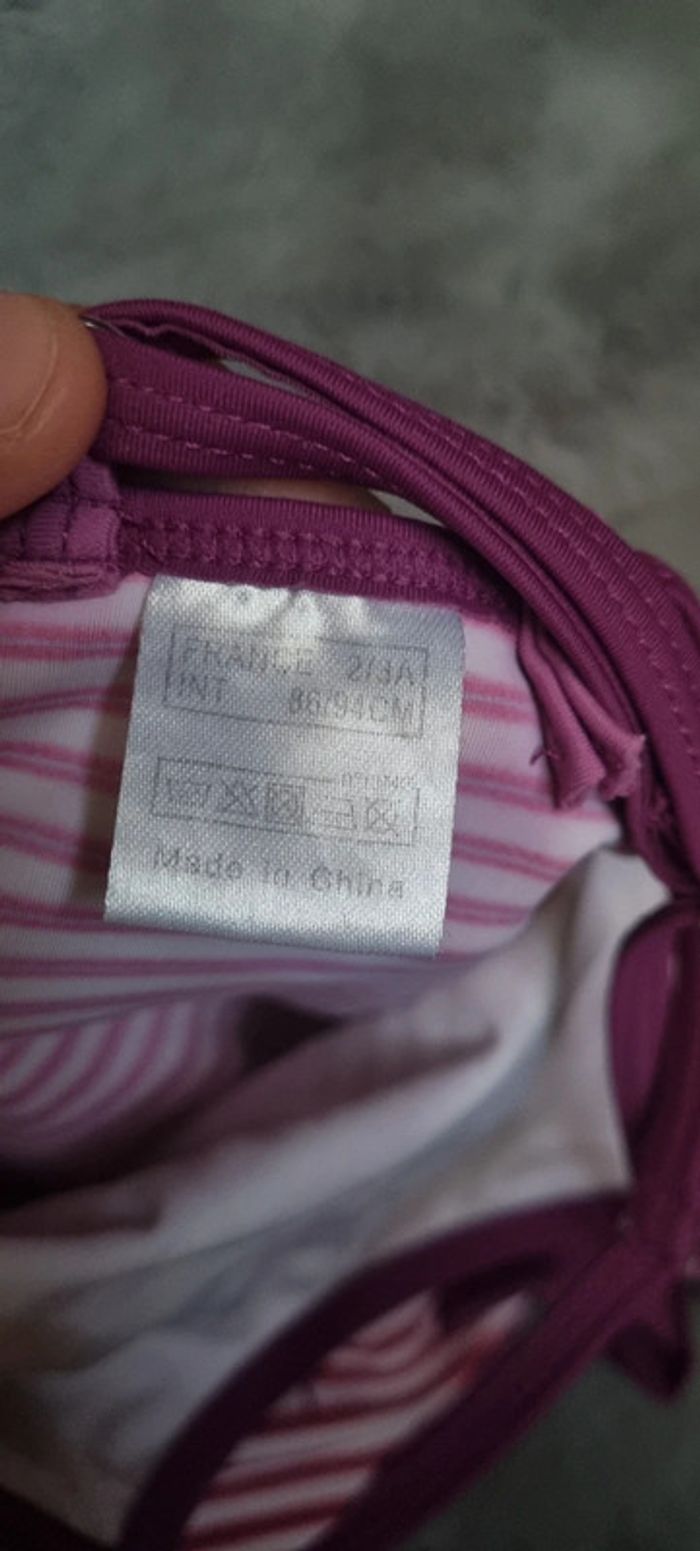 FRANCE 2/3A
INT 86/94CM
Made in China